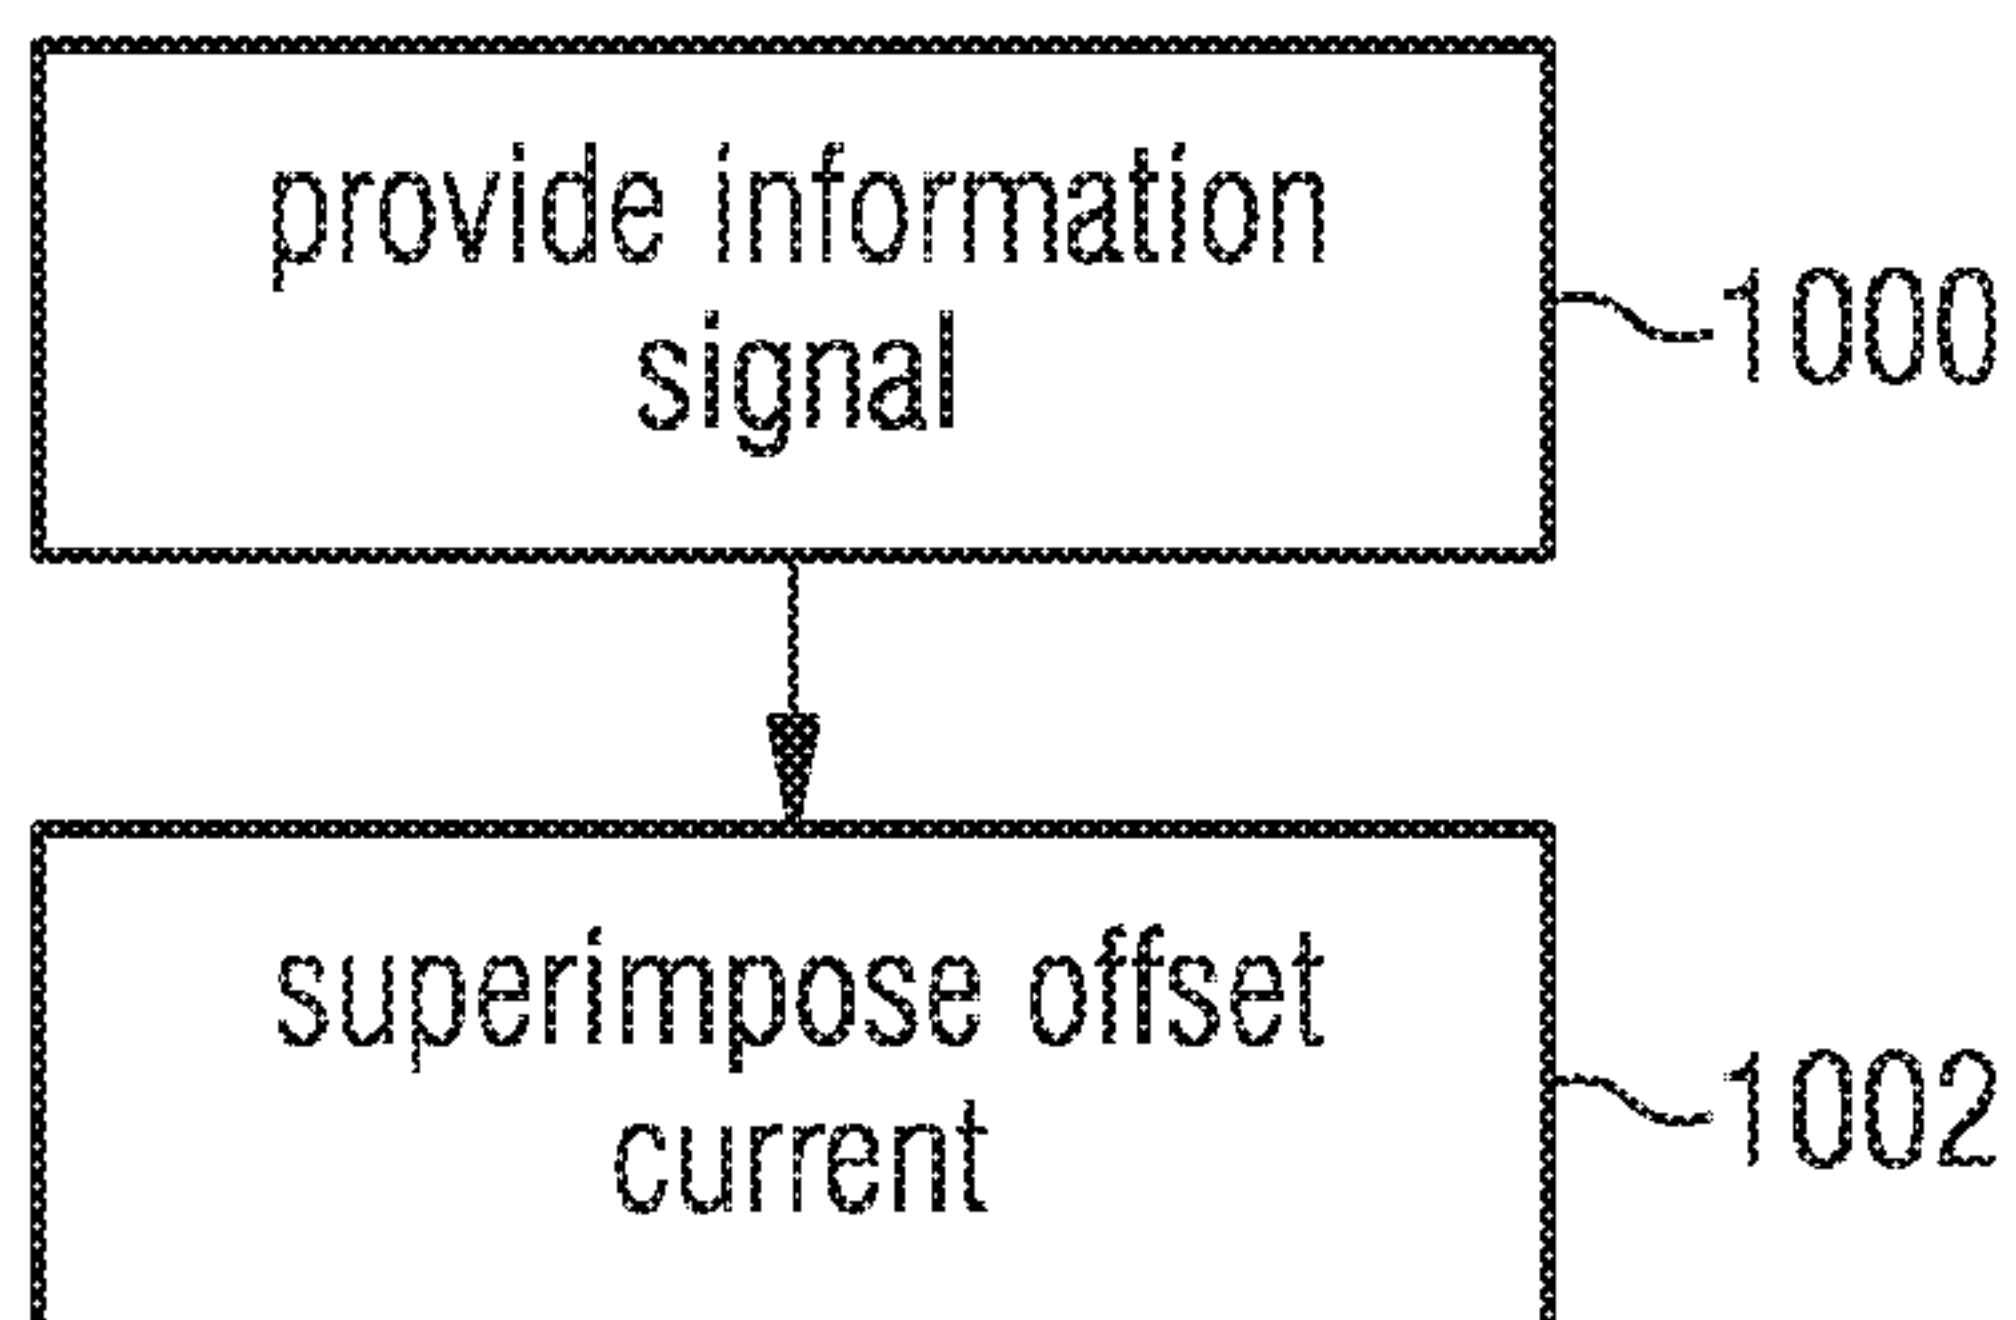 provide information
signal
1000
superimpose offset
current
1002